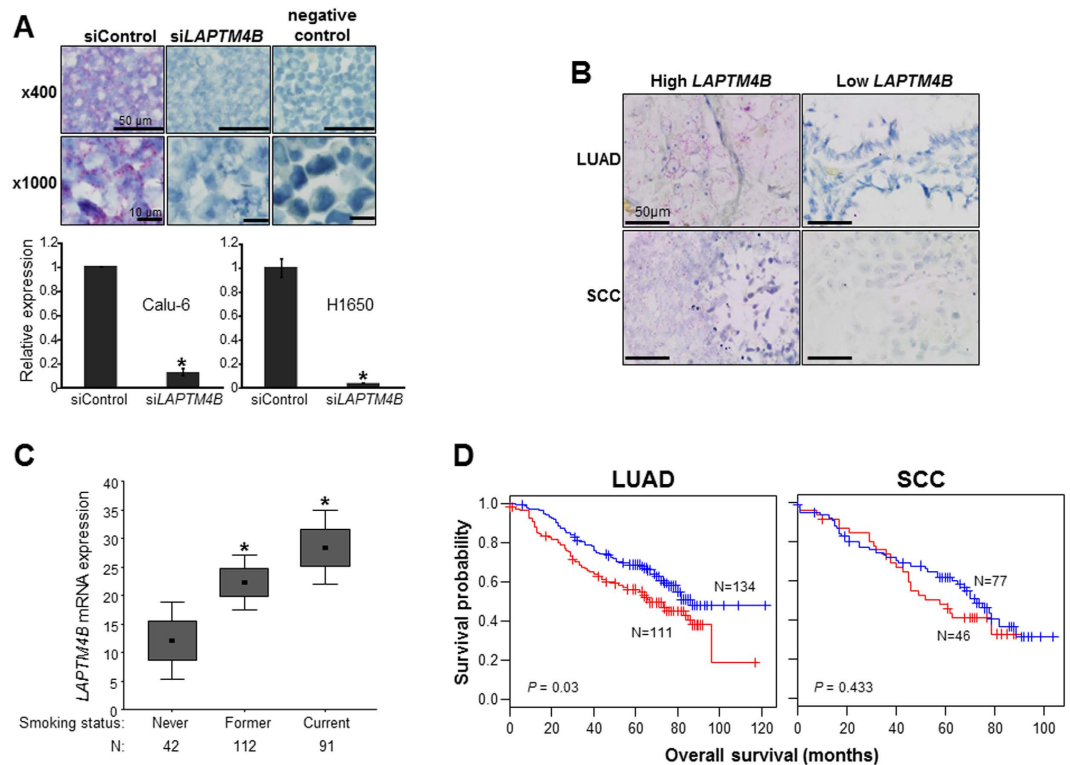 A
siControl
siLAPTM4B
negative
control
x400
50 µm
x1000
10 µm
Relative expression
1.2
1
0.8
0.6
0.4
0.2
0
Calu-6
*
siControl
siLAPTM4B
1.2
1
0.8
0.6
0.4
0.2
0
H1650
*
siControl
siLAPTM4B
B
High LAPTM4B
Low LAPTM4B
LUAD
50µm
SCC
C
LAPTM4B mRNA expression
40
35
30
25
20
15
10
5
0
*
*
Smoking status:
Never
Former
Current
N:
42
112
91
D
LUAD
SCC
Survival probability
1.0
0.8
0.6
0.4
0.2
0.0
N=134
N=111
P = 0.03
0
20
40
60
80
100
120
N=77
N=46
P = 0.433
0
20
40
60
80
100
Overall survival (months)